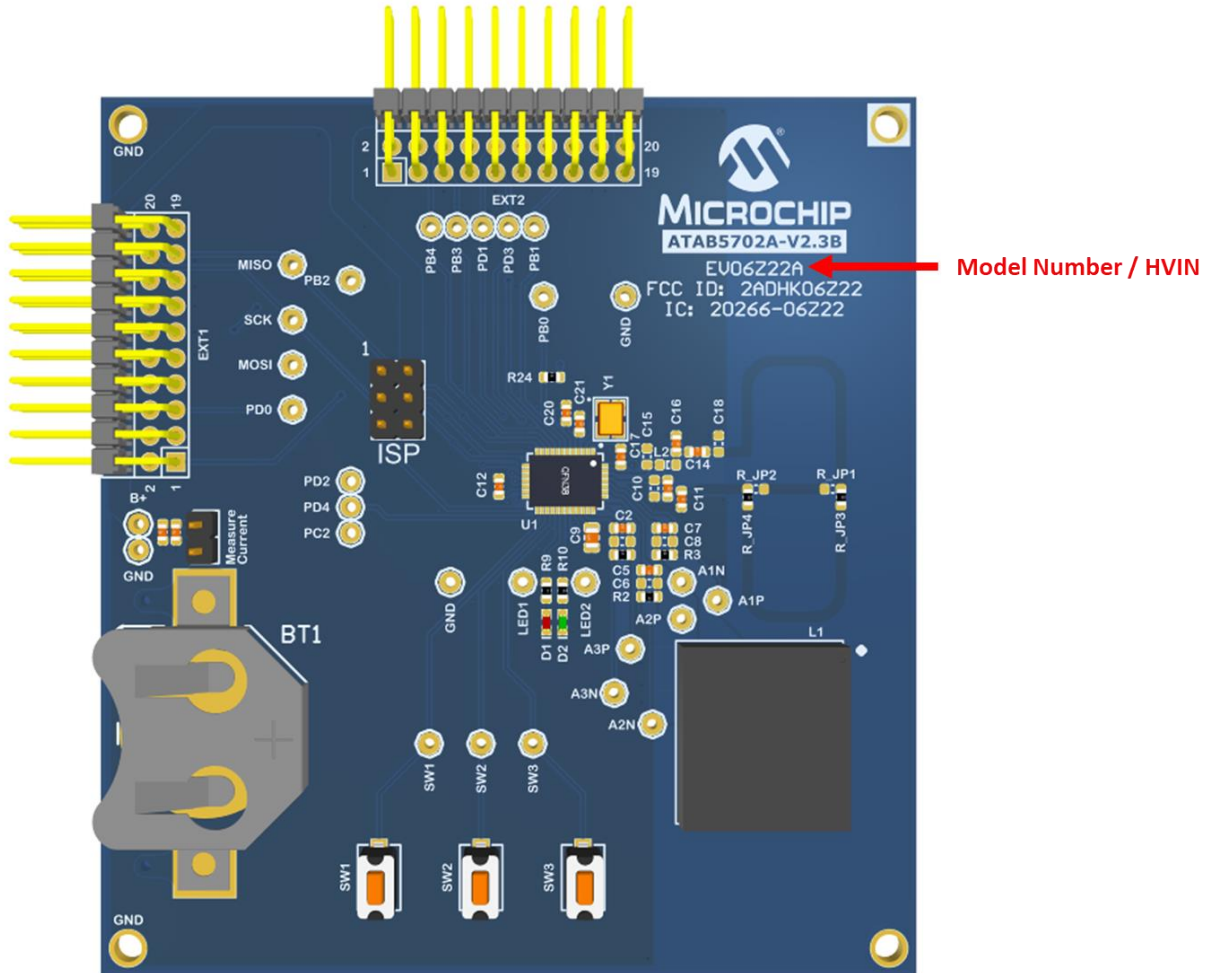 GND
2
20
1
19
EXT2
PB4
PB3
PD1
PD3
PB1
MICROCHIP
ATAB5702A-V2.3B
EV06Z22A
Model Number / HVIN
FCC ID: 2ADHK06Z22
IC: 20266-06Z22
20
19
EXT1
2
1
MISO
PB2
SCK
MOSI
PD0
PB0
GND
1
ISP
R24
C20
C21
Y1
C17
C15
L2
C16
C14
C18
C10
C11
R_JP2
R_JP1
R_JP4
R_JP3
C12
QFN38
U1
PD2
PD4
PC2
B+
GND
Measure
Current
C9
C2
C7
C8
R3
C5
C6
R2
A1N
A1P
A2P
A3P
A3N
A2N
GND
LED1
R9
R10
LED2
D1
D2
L1
BT1
+
SW1
SW2
SW3
SW1
SW2
SW3
GND